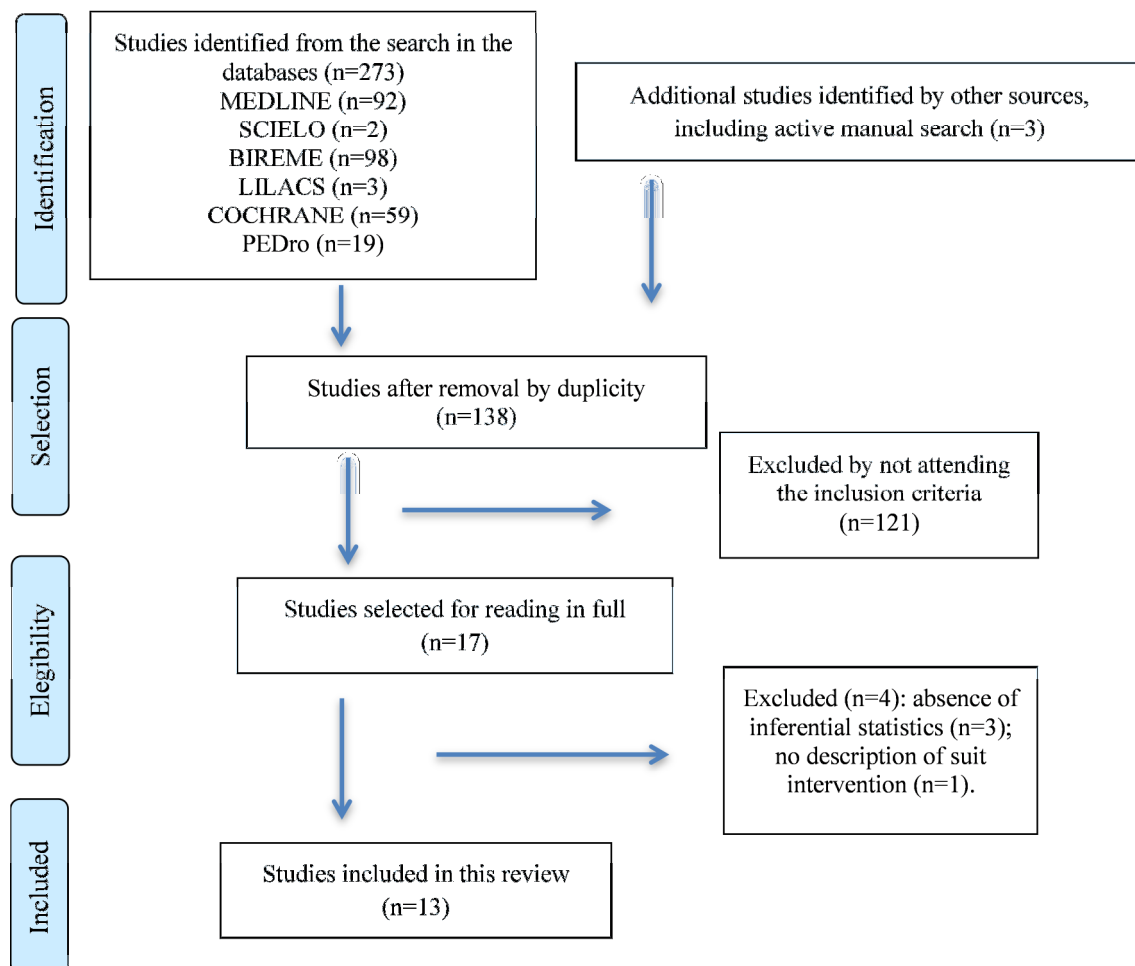 Identification
Studies identified from the search in the
databases (n=273)
MEDLINE (n=92)
SCIELO (n=2)
BIREME (n=98)
LILACS (n=3)
COCHRANE (n=59)
PEDro (n=19)
Additional studies identified by other sources,
including active manual search (n=3)
Selection
Studies after removal by duplicity
(n=138)
Excluded by not attending
the inclusion criteria
(n=121)
Elegibility
Studies selected for reading in full
(n=17)
Excluded (n=4): absence of
inferential statistics (n=3);
no description of suit
intervention (n=1).
Included
Studies included in this review
(n=13)